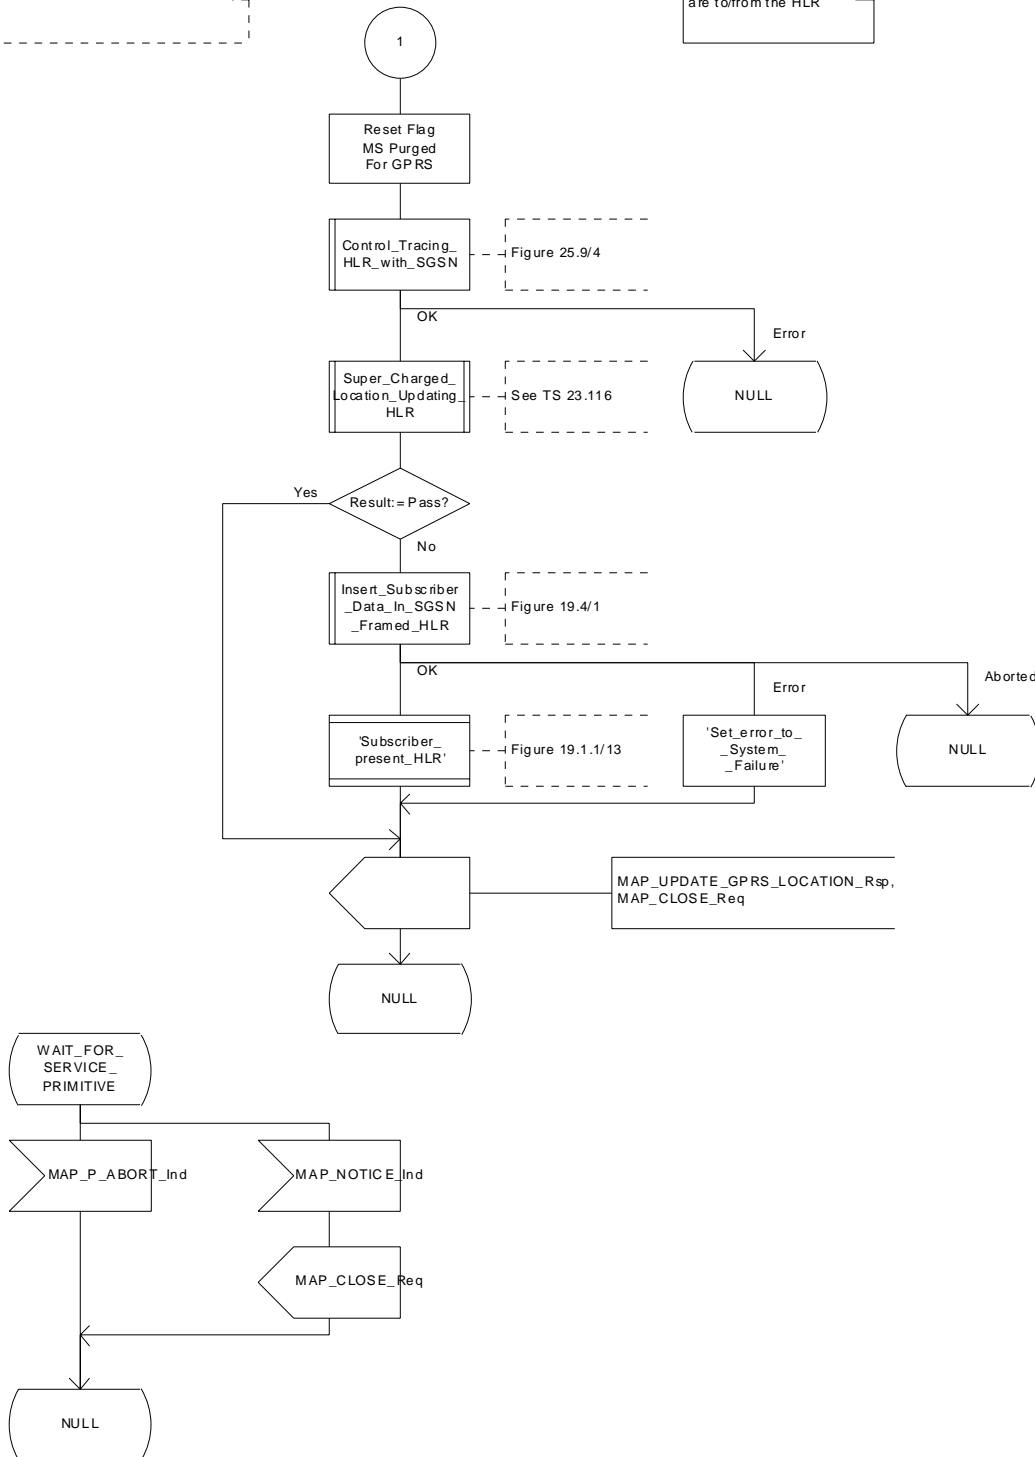 are to/from the HLR
1
Reset Flag
MS Purged
For GPRS
Control_Tracing_
HLR_with_SGSN
Figure 25.9/4
OK
Error
Super_Charged_
Location_Updating_
HLR
See TS 23.116
NULL
Yes
Result:=Pass?
No
Insert_Subscriber
_Data_In_SGSN
_Framed_HLR
Figure 19.4/1
OK
Error
Aborted
'Subscriber_
present_HLR'
Figure 19.1.1/13
'Set_error_to_
_System_
_Failure'
NULL
MAP_UPDATE_GPRS_LOCATION_Rsp,
MAP_CLOSE_Req
NULL
WAIT_FOR_
SERVICE_
PRIMITIVE
MAP_P_ABORT_Ind
MAP_NOTICE_Ind
MAP_CLOSE_Req
NULL